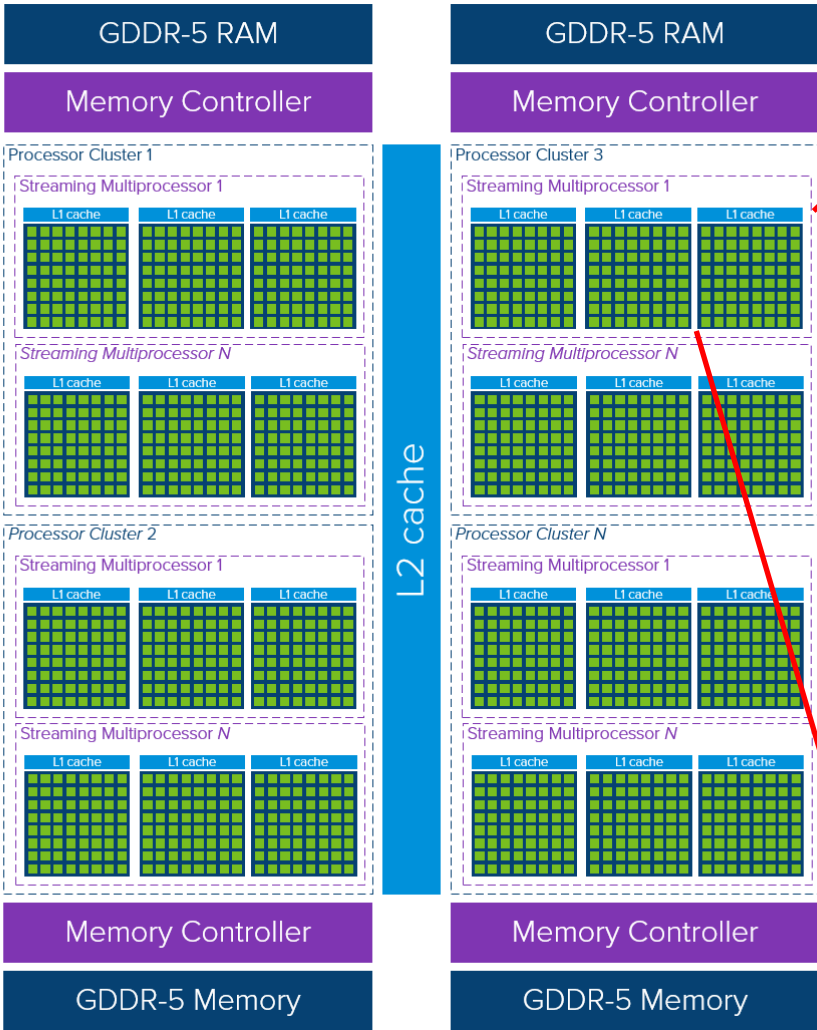 GDDR-5 RAM
GDDR-5 RAM
Memory Controller
Memory Controller
Processor Cluster 1
Streaming Multiprocessor 1
L1 cache L1 cache L1 cache
Streaming Multiprocessor N
L1 cache L1 cache L1 cache
Processor Cluster 2
Streaming Multiprocessor 1
L1 cache L1 cache L1 cache
Streaming Multiprocessor N
L1 cache L1 cache L1 cache
L2 cache
Processor Cluster 3
Streaming Multiprocessor 1
L1 cache L1 cache L1 cache
Streaming Multiprocessor N
L1 cache L1 cache L1 cache
Processor Cluster N
Streaming Multiprocessor 1
L1 cache L1 cache L1 cache
Streaming Multiprocessor N
L1 cache L1 cache L1 cache
Memory Controller
Memory Controller
GDDR-5 Memory
GDDR-5 Memory